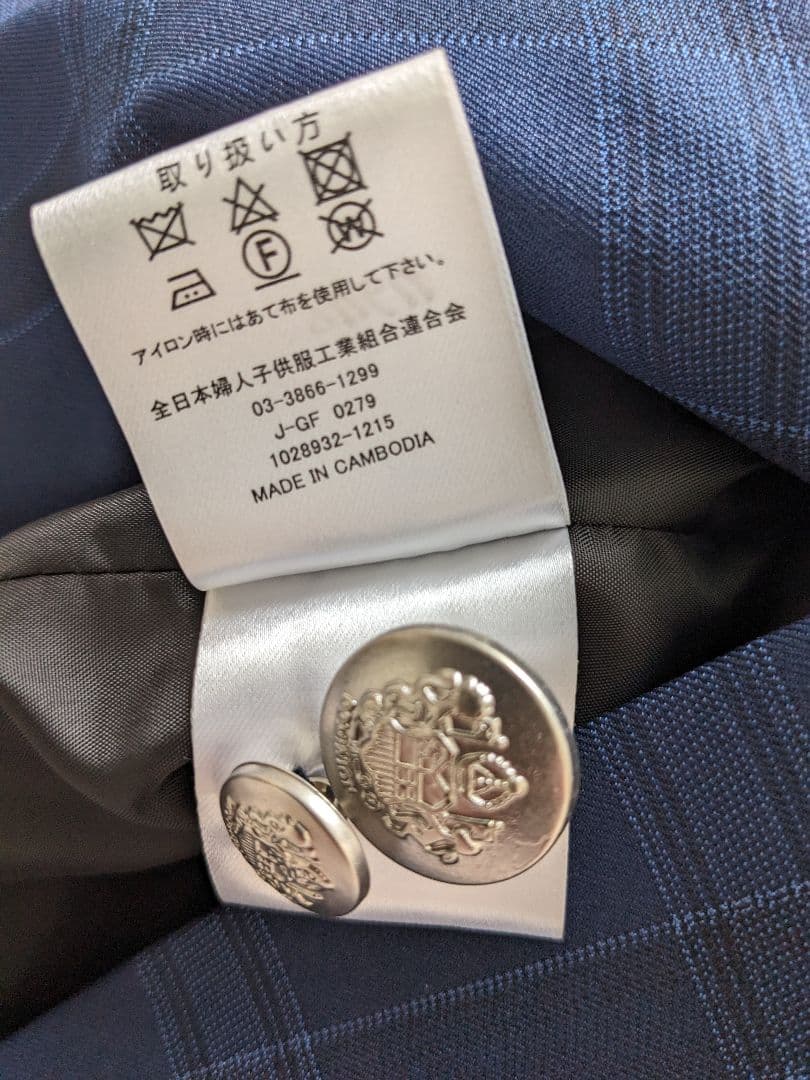 取り扱い方
F W
アイロン時にはあて布を使用して下さい。
全日本婦人子供服工業組合連合会
03-3866-1299
J-GF 0279
1028932-1215
MADE IN CAMBODIA